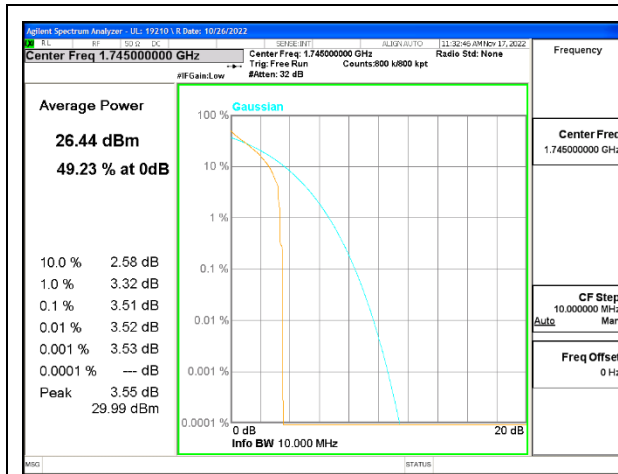 Agilent Spectrum Analyzer - UL: 19210 \ R Date: 10/26/2022
RL RF 50 Ω DC SENSE:INT ALIGN AUTO 11:32:46 AM Nov 17, 2022
Center Freq 1.745000000 GHz
Center Freq: 1.745000000 GHz Radio Std: None
Trig: Free Run Counts:800 k/800 kpt
#IFGain:Low #Atten: 32 dB
Frequency
Average Power
26.44 dBm
49.23 % at 0dB
10.0 % 2.58 dB
1.0 % 3.32 dB
0.1 % 3.51 dB
0.01 % 3.52 dB
0.001 % 3.53 dB
0.0001 % --- dB
Peak 3.55 dB
29.99 dBm
Gaussian
100 %
10 %
1 %
0.1 %
0.01 %
0.001 %
0.0001 %
0 dB 20 dB
Info BW 10.000 MHz
Center Freq
1.745000000 GHz
CF Step
10.000000 MHz
Auto Man
Freq Offset
0 Hz
MSG STATUS